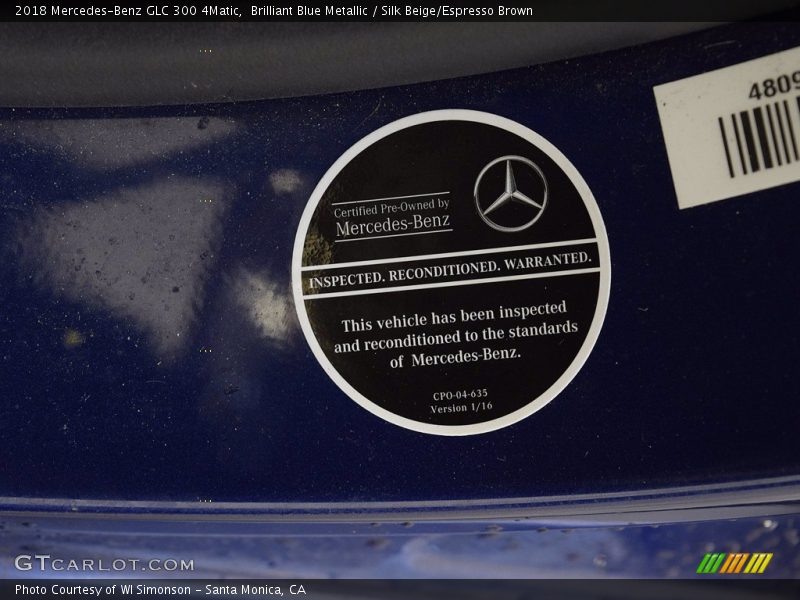 2018 Mercedes-Benz GLC 300 4Matic, Brilliant Blue Metallic / Silk Beige/Espresso Brown
4809
Certified Pre-Owned by
Mercedes-Benz
INSPECTED. RECONDITIONED. WARRANTED.
This vehicle has been inspected
and reconditioned to the standards
of Mercedes-Benz.
CPO-04-635
Version 1/16
GTCARLOT.COM
Photo Courtesy of WI Simonson - Santa Monica, CA